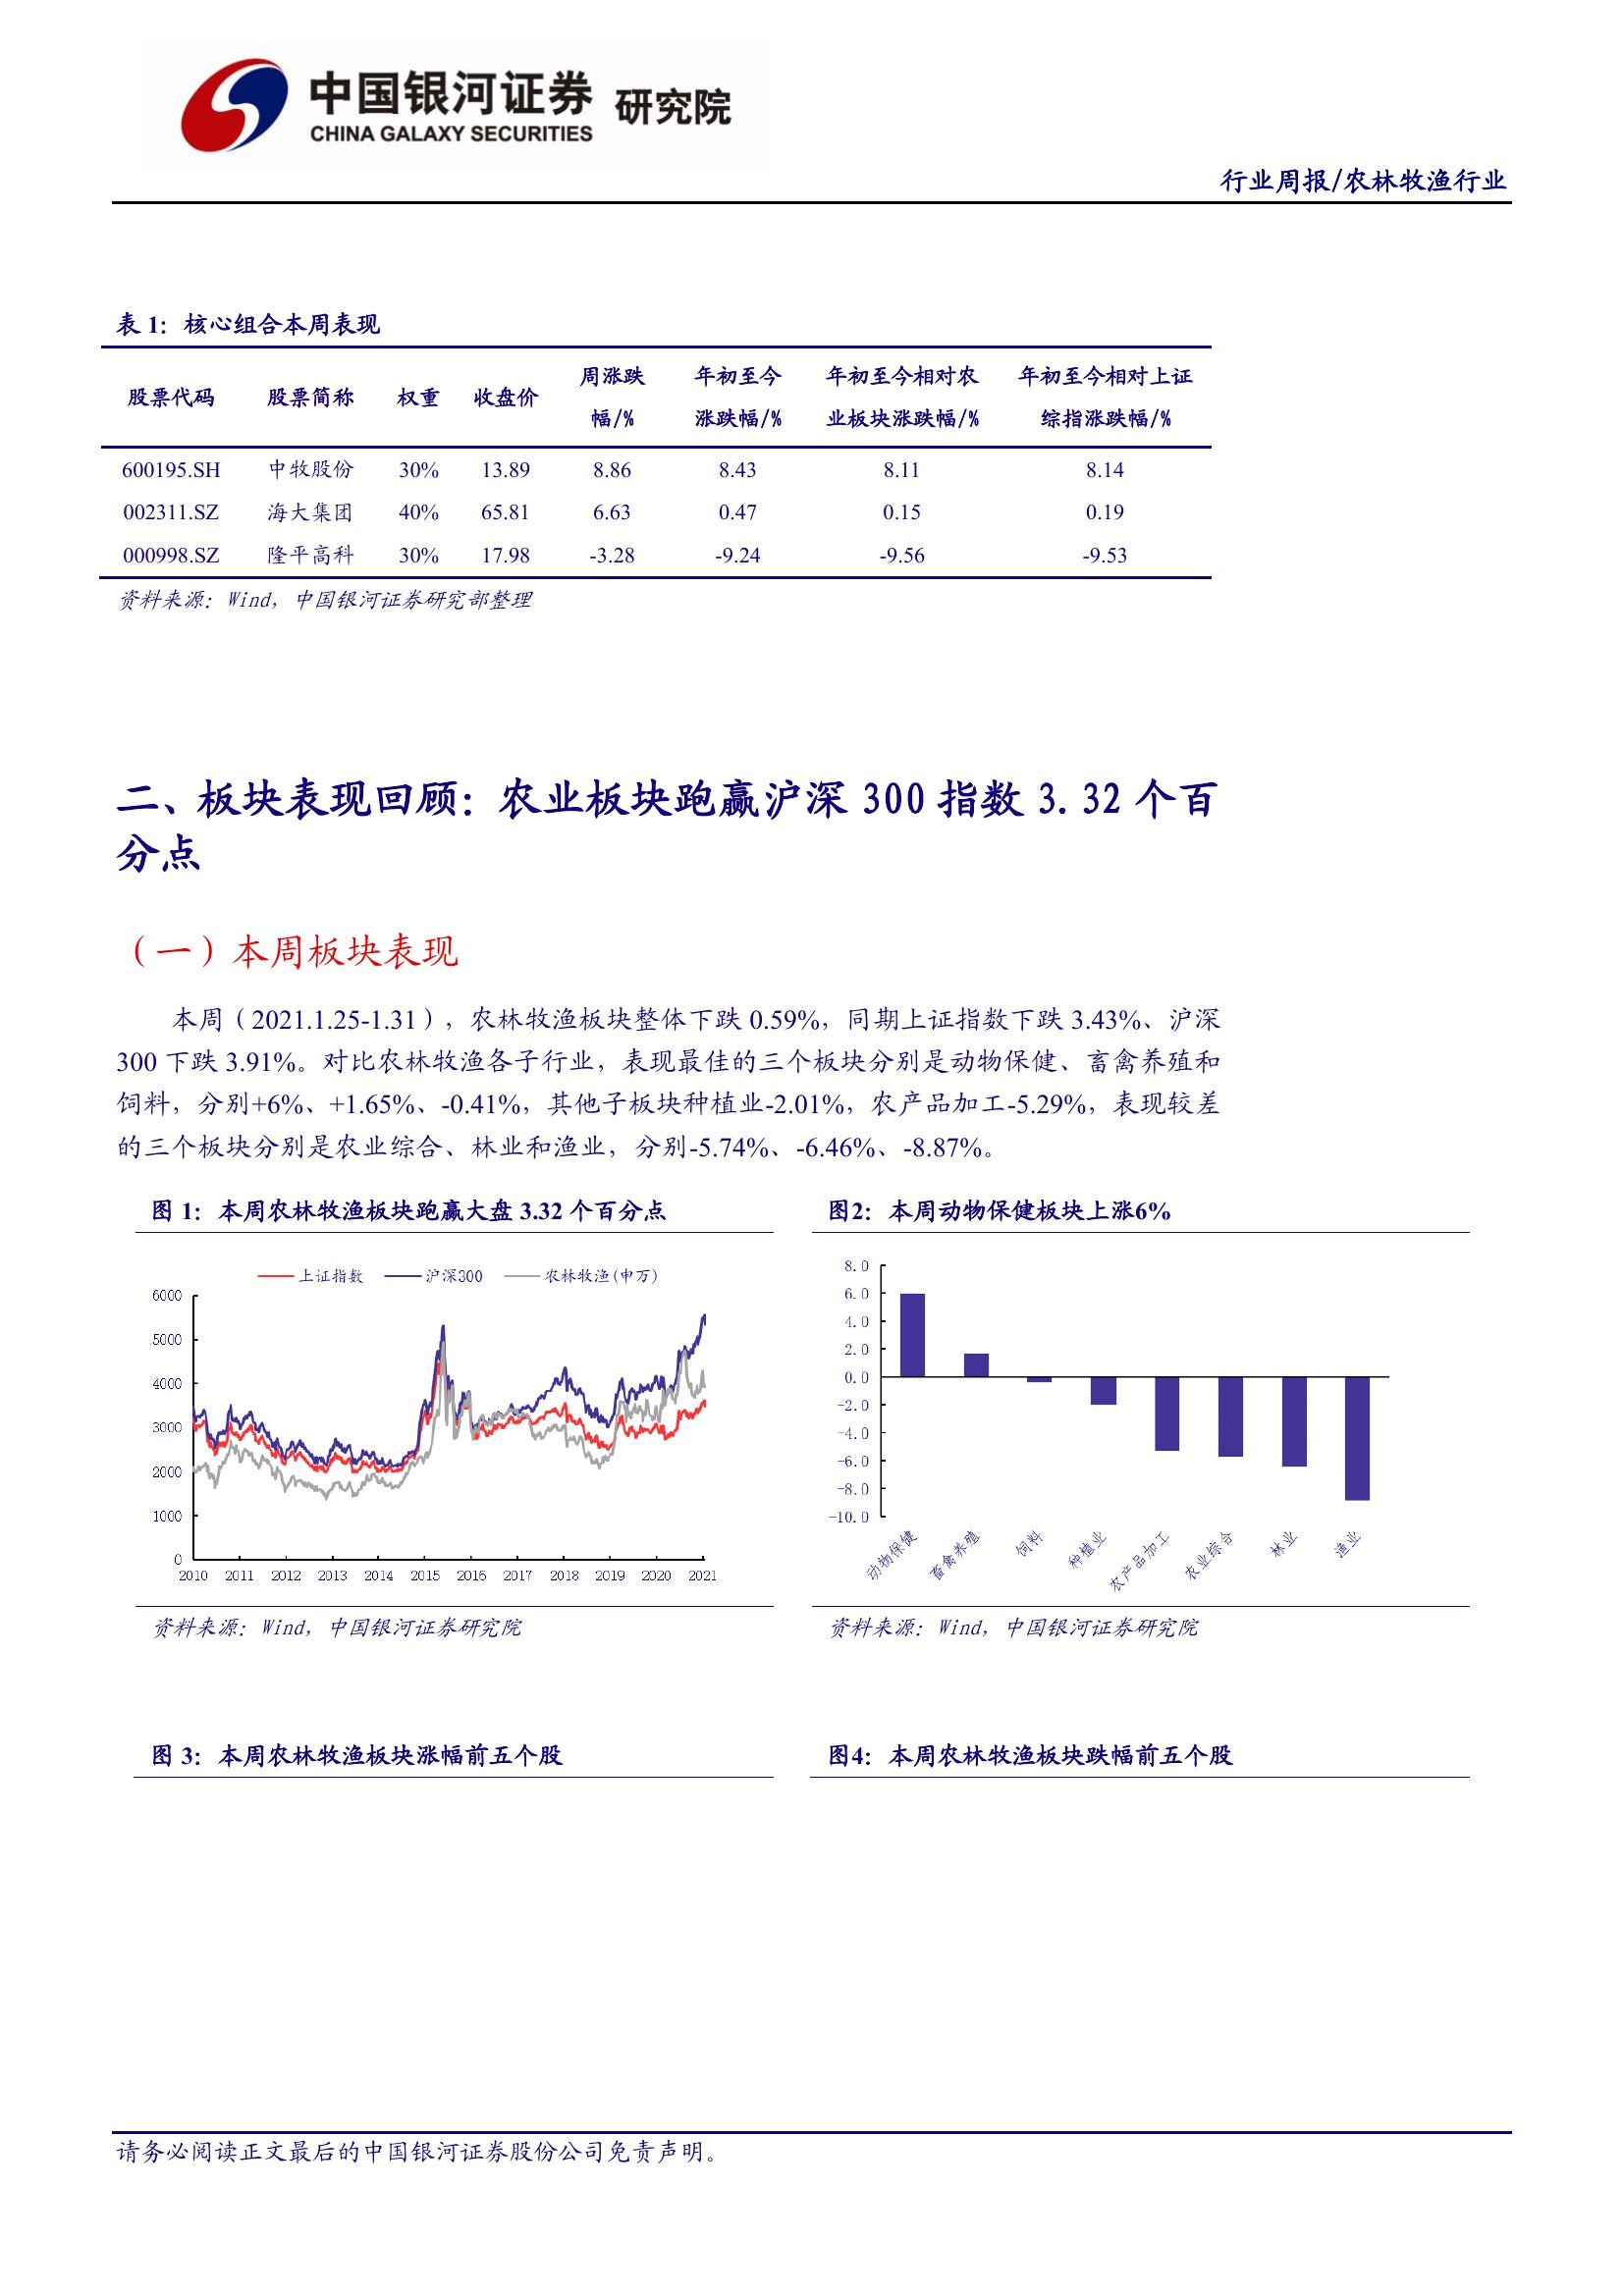 中国银河证券 研究院
CHINA GALAXY SECURITIES
行业周报/农林牧渔行业
表 1：核心组合本周表现
股票代码 股票简称 权重 收盘价 周涨跌幅/% 年初至今涨跌幅/% 年初至今相对农业板块涨跌幅/% 年初至今相对上证综指涨跌幅/%
600195.SH 中牧股份 30% 13.89 8.86 8.43 8.11 8.14
002311.SZ 海大集团 40% 65.81 6.63 0.47 0.15 0.19
000998.SZ 隆平高科 30% 17.98 -3.28 -9.24 -9.56 -9.53
资料来源：Wind，中国银河证券研究部整理
二、板块表现回顾：农业板块跑赢沪深 300 指数 3.32 个百
分点
（一）本周板块表现
本周（2021.1.25-1.31），农林牧渔板块整体下跌 0.59%，同期上证指数下跌 3.43%、沪深
300 下跌 3.91%。对比农林牧渔各子行业，表现最佳的三个板块分别是动物保健、畜禽养殖和
饲料，分别+6%、+1.65%、-0.41%，其他子板块种植业-2.01%，农产品加工-5.29%，表现较差
的三个板块分别是农业综合、林业和渔业，分别-5.74%、-6.46%、-8.87%。
图 1：本周农林牧渔板块跑赢大盘 3.32 个百分点
上证指数 沪深300 农林牧渔(申万)
6000
5000
4000
3000
2000
1000
0
2010 2011 2012 2013 2014 2015 2016 2017 2018 2019 2020 2021
资料来源：Wind，中国银河证券研究院
图2：本周动物保健板块上涨6%
8.0
6.0
4.0
2.0
0.0
-2.0
-4.0
-6.0
-8.0
-10.0
动物保健 畜禽养殖 饲料 种植业 农产品加工 农业综合 林业 渔业
资料来源：Wind，中国银河证券研究院
图 3：本周农林牧渔板块涨幅前五个股
图4：本周农林牧渔板块跌幅前五个股
请务必阅读正文最后的中国银河证券股份公司免责声明。